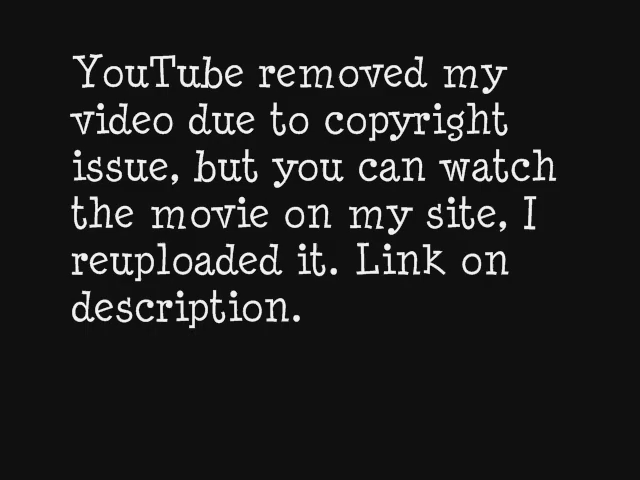 YouTube removed my
video due to copyright
issue, but you can watch
the movie on my site, I
reuploaded it. Link on
description.